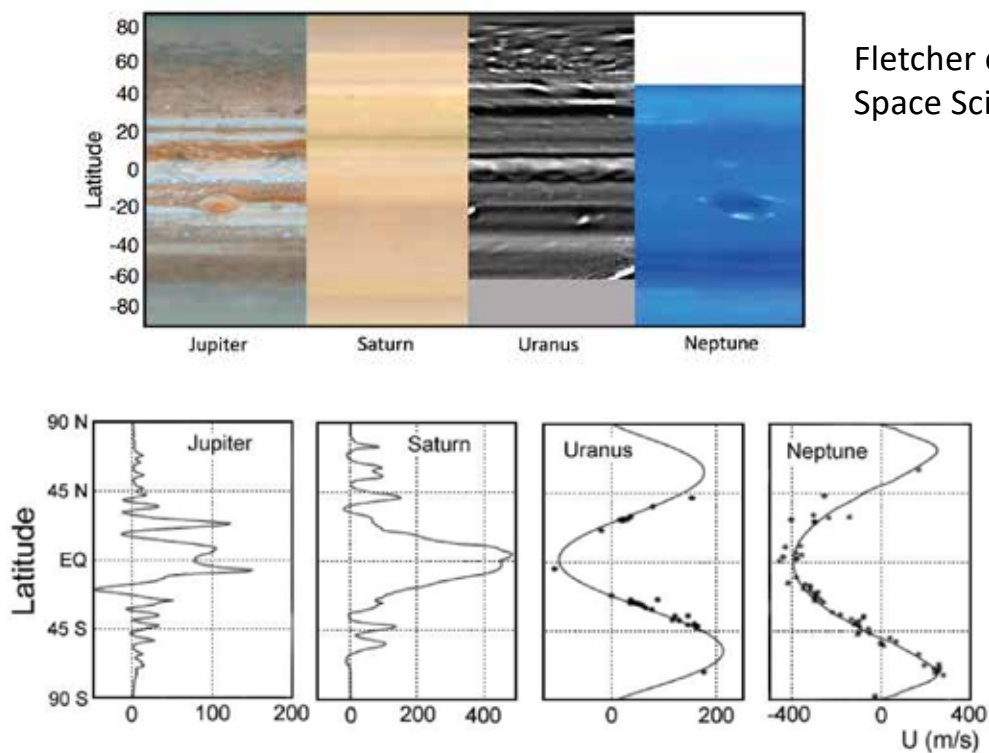 Fletcher
Space Sci
80
60
40
20
0
-20
-40
-60
-80
Latitude
Jupiter Saturn Uranus Neptune
90 N
45 N
EQ
45 S
90 S
Latitude
Jupiter
Saturn
Uranus
Neptune
0 100 200
0 200 400
0 200
-400 0 400
U (m/s)